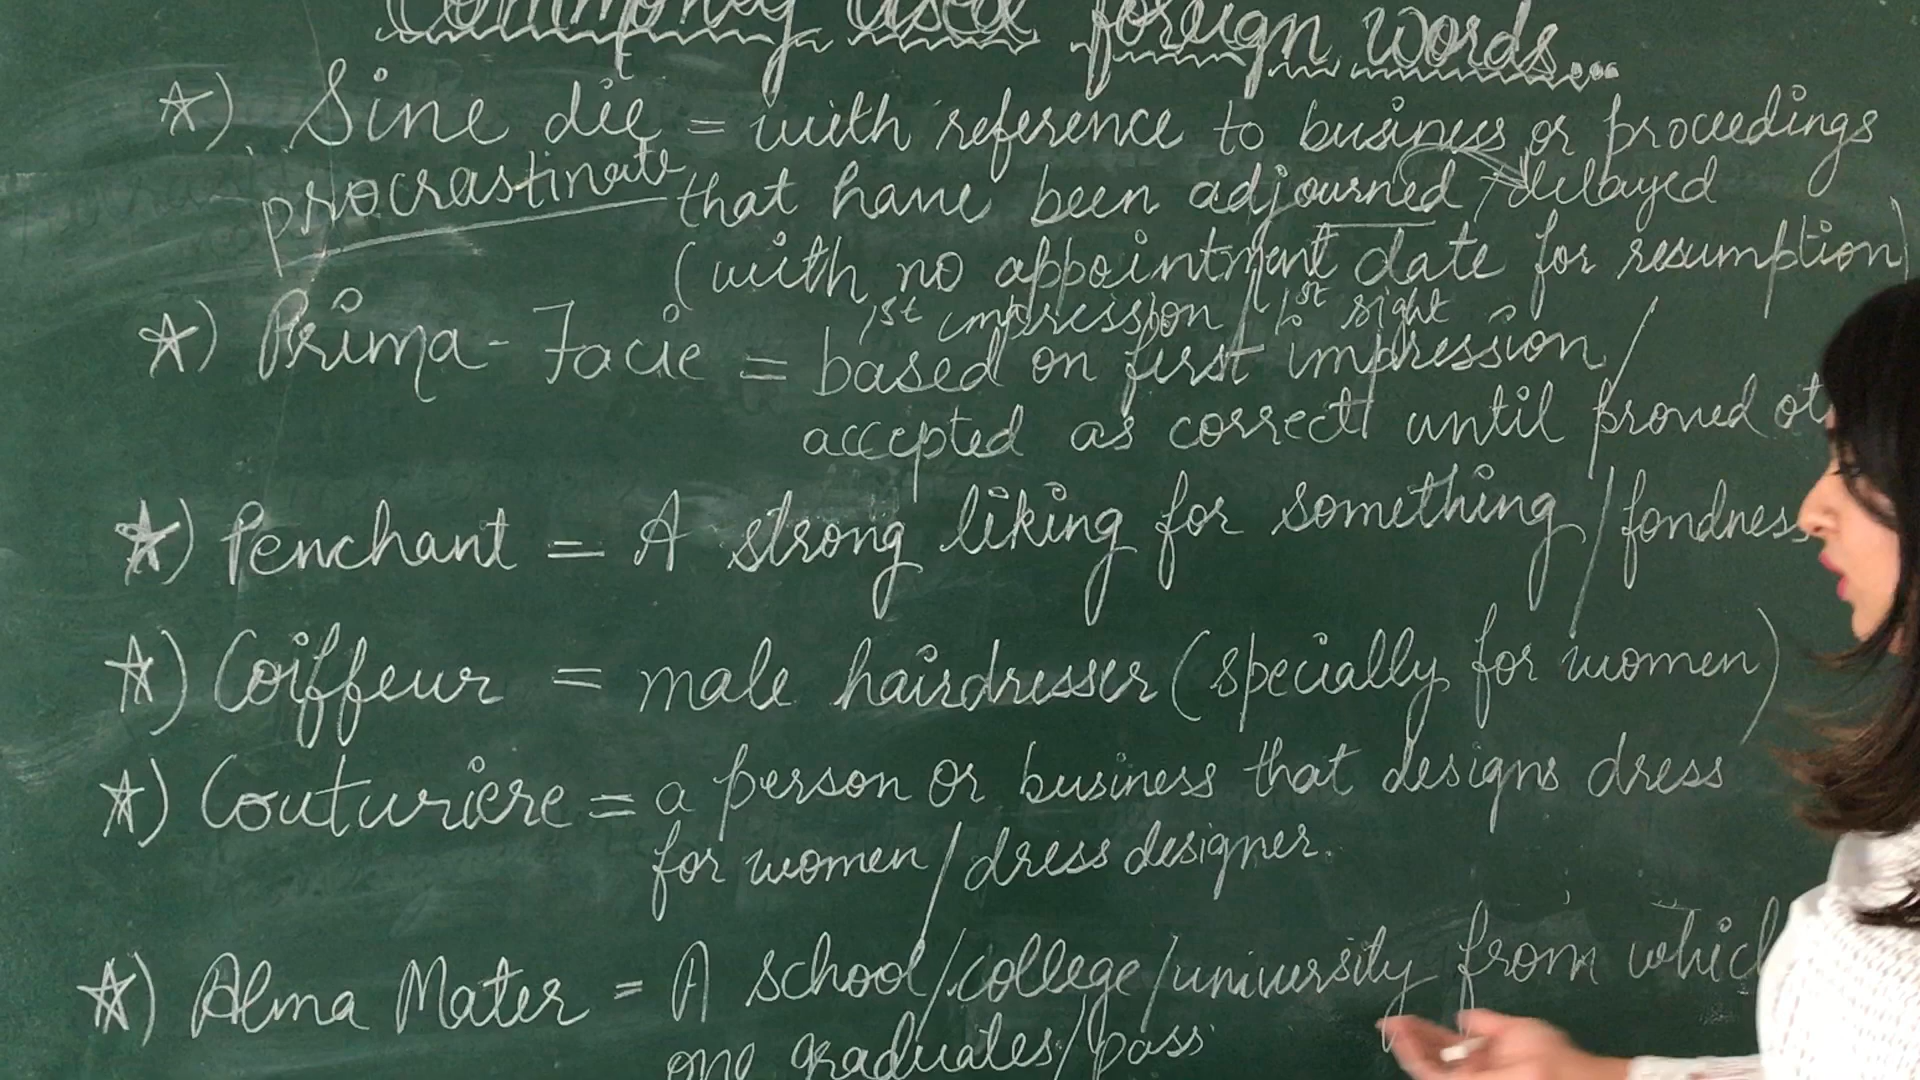 Commonly used foreign words...
☆) Sine die = with reference to business or proceedings
procrastinate that have been adjourned, delayed
(with no appointment date for resumption)
1st impression / 1st sight
☆) Prima-Facie = based on first impression /
accepted as correct until proved ot
☆) Penchant = A strong liking for something / fondness
☆) Coiffeur = male hairdresser (specially for women)
☆) Couturiere = a person or business that designs dress
for women / dress designer.
☆) Alma Mater = A school/college/university from which
one graduates/pass